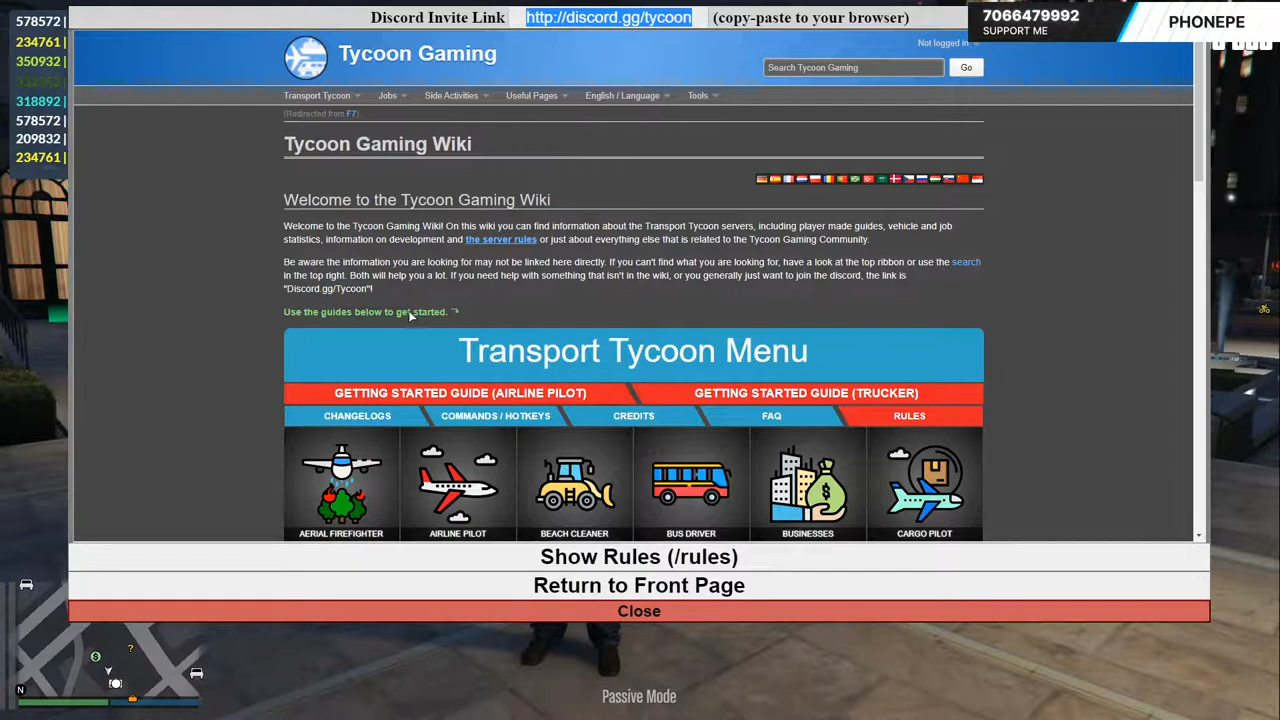 Discord Invite Link http://discord.gg/tycoon (copy-paste to your browser)
7066479992
SUPPORT ME
PHONEPE
578572
234761|
350932|
332952|
318892|
578572|
209832|
234761|
Tycoon Gaming
Not logged in
Search Tycoon Gaming
Go
Transport Tycoon Jobs Side Activities Useful Pages English / Language Tools
(Redirected from F7)
Tycoon Gaming Wiki
Welcome to the Tycoon Gaming Wiki
Welcome to the Tycoon Gaming Wiki! On this wiki you can find information about the Transport Tycoon servers, including player made guides, vehicle and job
statistics, information on development and the server rules or just about everything else that is related to the Tycoon Gaming Community.
Be aware the information you are looking for may not be linked here directly. If you can't find what you are looking for, have a look at the top ribbon or use the search
in the top right. Both will help you a lot. If you need help with something that isn't in the wiki, or you generally just want to join the discord, the link is
"Discord.gg/Tycoon"!
Use the guides below to get started.
Transport Tycoon Menu
GETTING STARTED GUIDE (AIRLINE PILOT) GETTING STARTED GUIDE (TRUCKER)
CHANGELOGS COMMANDS / HOTKEYS CREDITS FAQ RULES
AERIAL FIREFIGHTER AIRLINE PILOT BEACH CLEANER BUS DRIVER BUSINESSES CARGO PILOT
Show Rules (/rules)
Return to Front Page
Close
N
Passive Mode